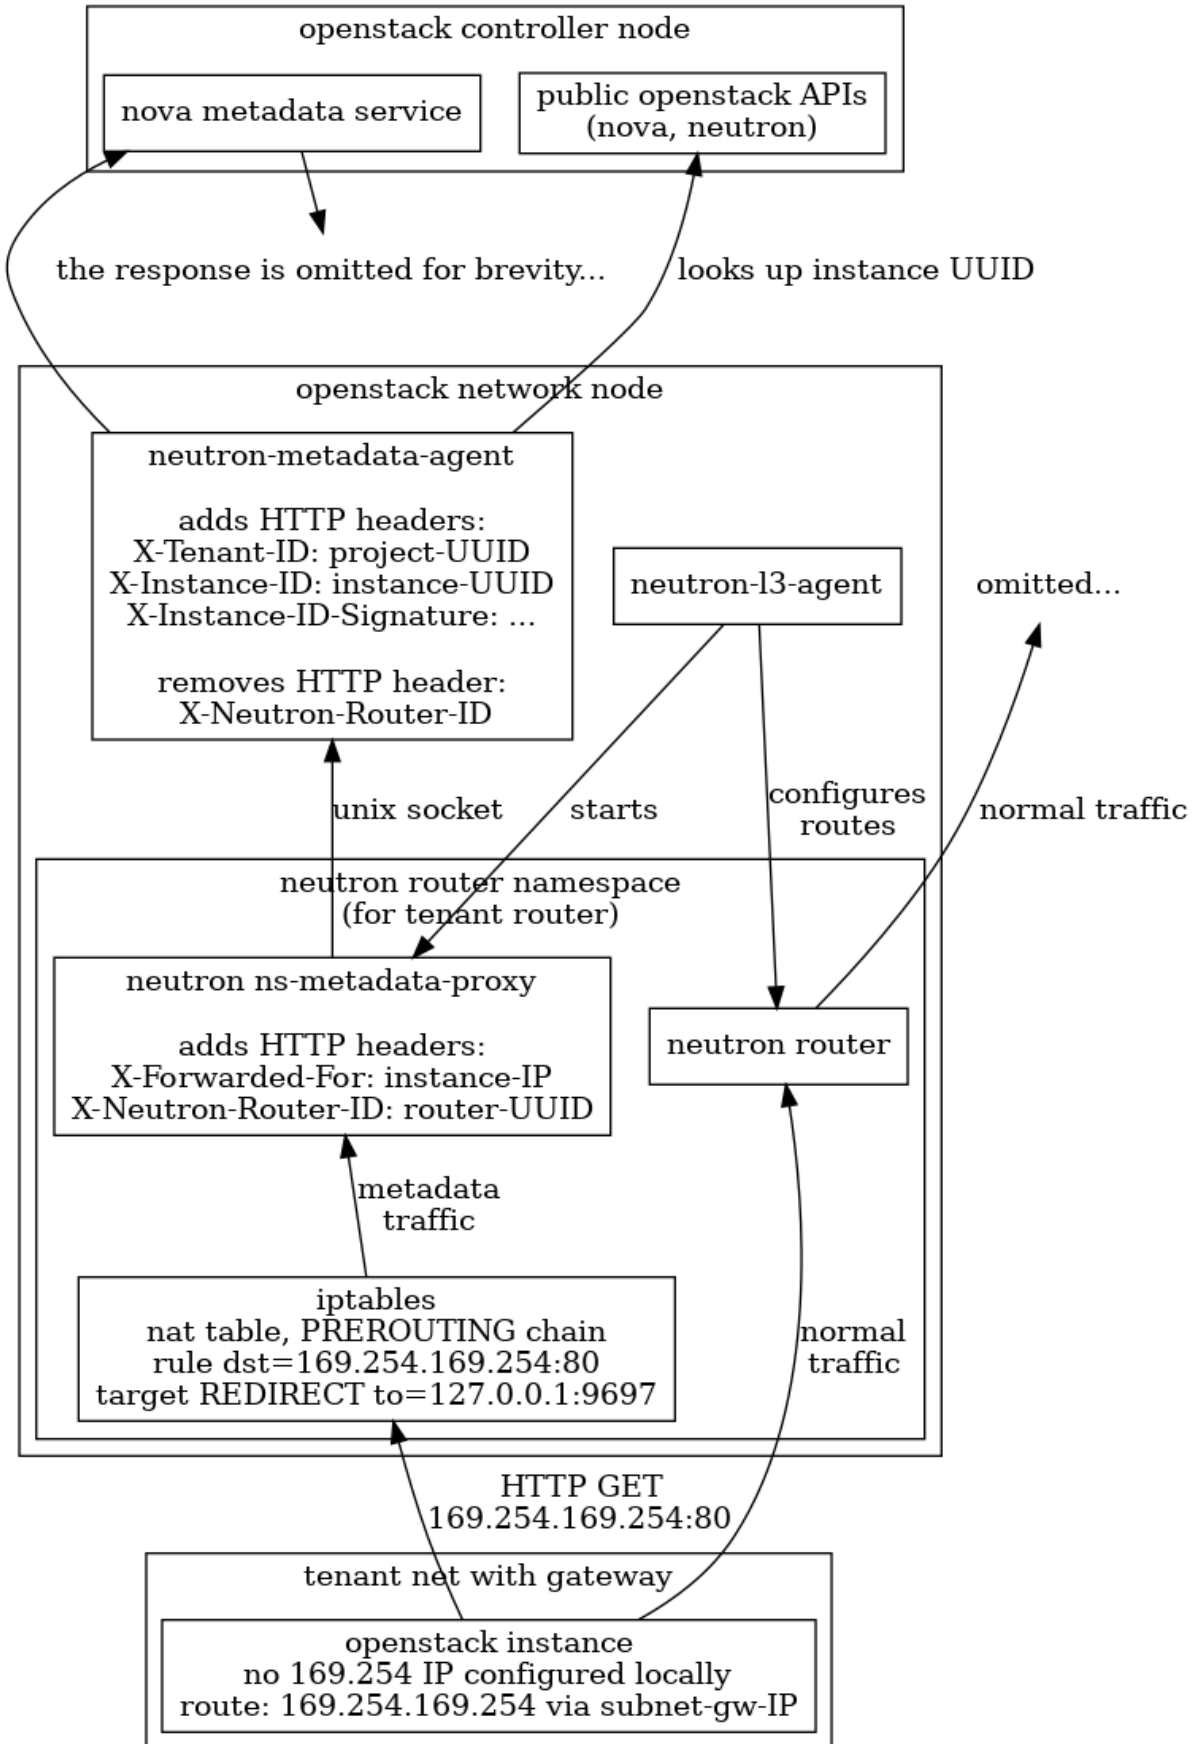 openstack controller node
nova metadata service
public openstack APIs
(nova, neutron)
the response is omitted for brevity...
looks up instance UUID
openstack network node
neutron-metadata-agent
adds HTTP headers:
X-Tenant-ID: project-UUID
X-Instance-ID: instance-UUID
X-Instance-ID-Signature: ...
removes HTTP header:
X-Neutron-Router-ID
neutron-l3-agent
omitted...
unix socket
starts
configures
routes
normal traffic
neutron router namespace
(for tenant router)
neutron ns-metadata-proxy
adds HTTP headers:
X-Forwarded-For: instance-IP
X-Neutron-Router-ID: router-UUID
neutron router
metadata
traffic
iptables
nat table, PREROUTING chain
rule dst=169.254.169.254:80
target REDIRECT to=127.0.0.1:9697
normal
traffic
HTTP GET
169.254.169.254:80
tenant net with gateway
openstack instance
no 169.254 IP configured locally
route: 169.254.169.254 via subnet-gw-IP